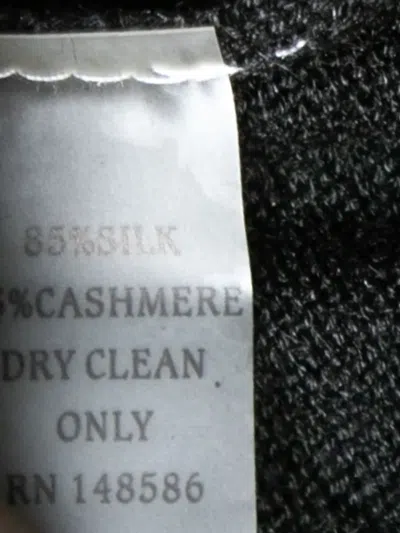 85%SILK
5%CASHMERE
DRY CLEAN
ONLY
RN 148586